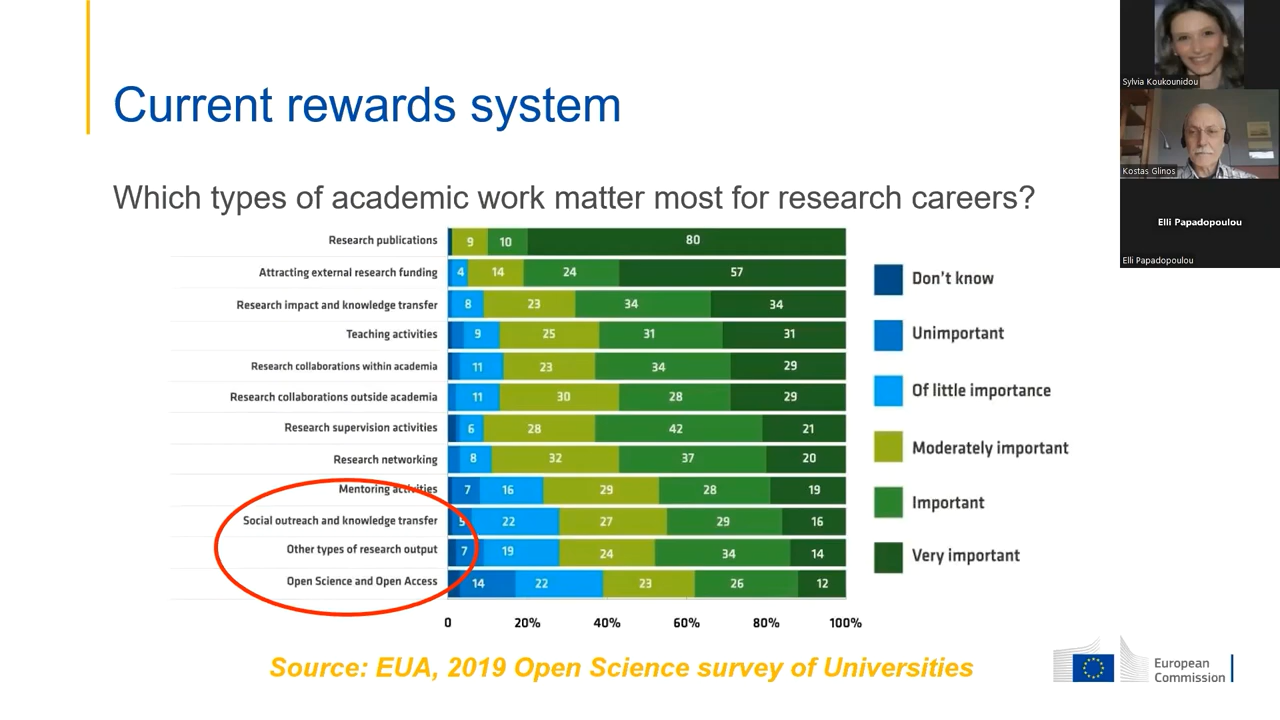 Current rewards system
Which types of academic work matter most for research careers?
Research publications 9 10 80
Attracting external research funding 4 14 24 57
Research impact and knowledge transfer 8 23 34 34
Teaching activities 9 25 31 31
Research collaborations within academia 11 23 34 29
Research collaborations outside academia 11 30 28 29
Research supervision activities 6 28 42 21
Research networking 8 32 37 20
Mentoring activities 7 16 29 28 19
Social outreach and knowledge transfer 5 22 27 29 16
Other types of research output 7 19 24 34 14
Open Science and Open Access 14 22 23 26 12
0 20% 40% 60% 80% 100%
Don't know
Unimportant
Of little importance
Moderately important
Important
Very important
Source: EUA, 2019 Open Science survey of Universities
European
Commission
Sylvia Koukounidou
Kostas Glinos
Elli Papadopoulou
Elli Papadopoulou